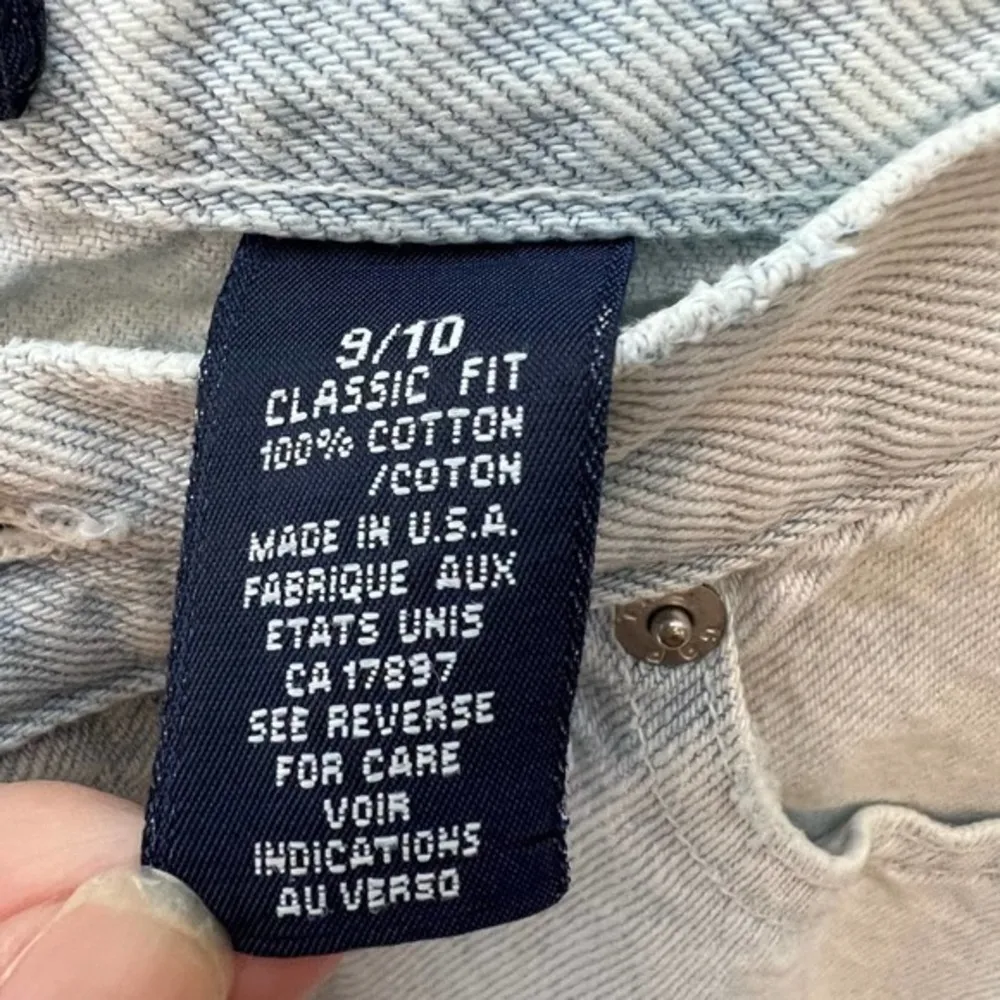 9/10
CLASSIC FIT
100% COTTON
/COTON
MADE IN U.S.A.
FABRIQUE AUX
ETATS UNIS
CA 17897
SEE REVERSE
FOR CARE
VOIR
INDICATIONS
AU VERSO